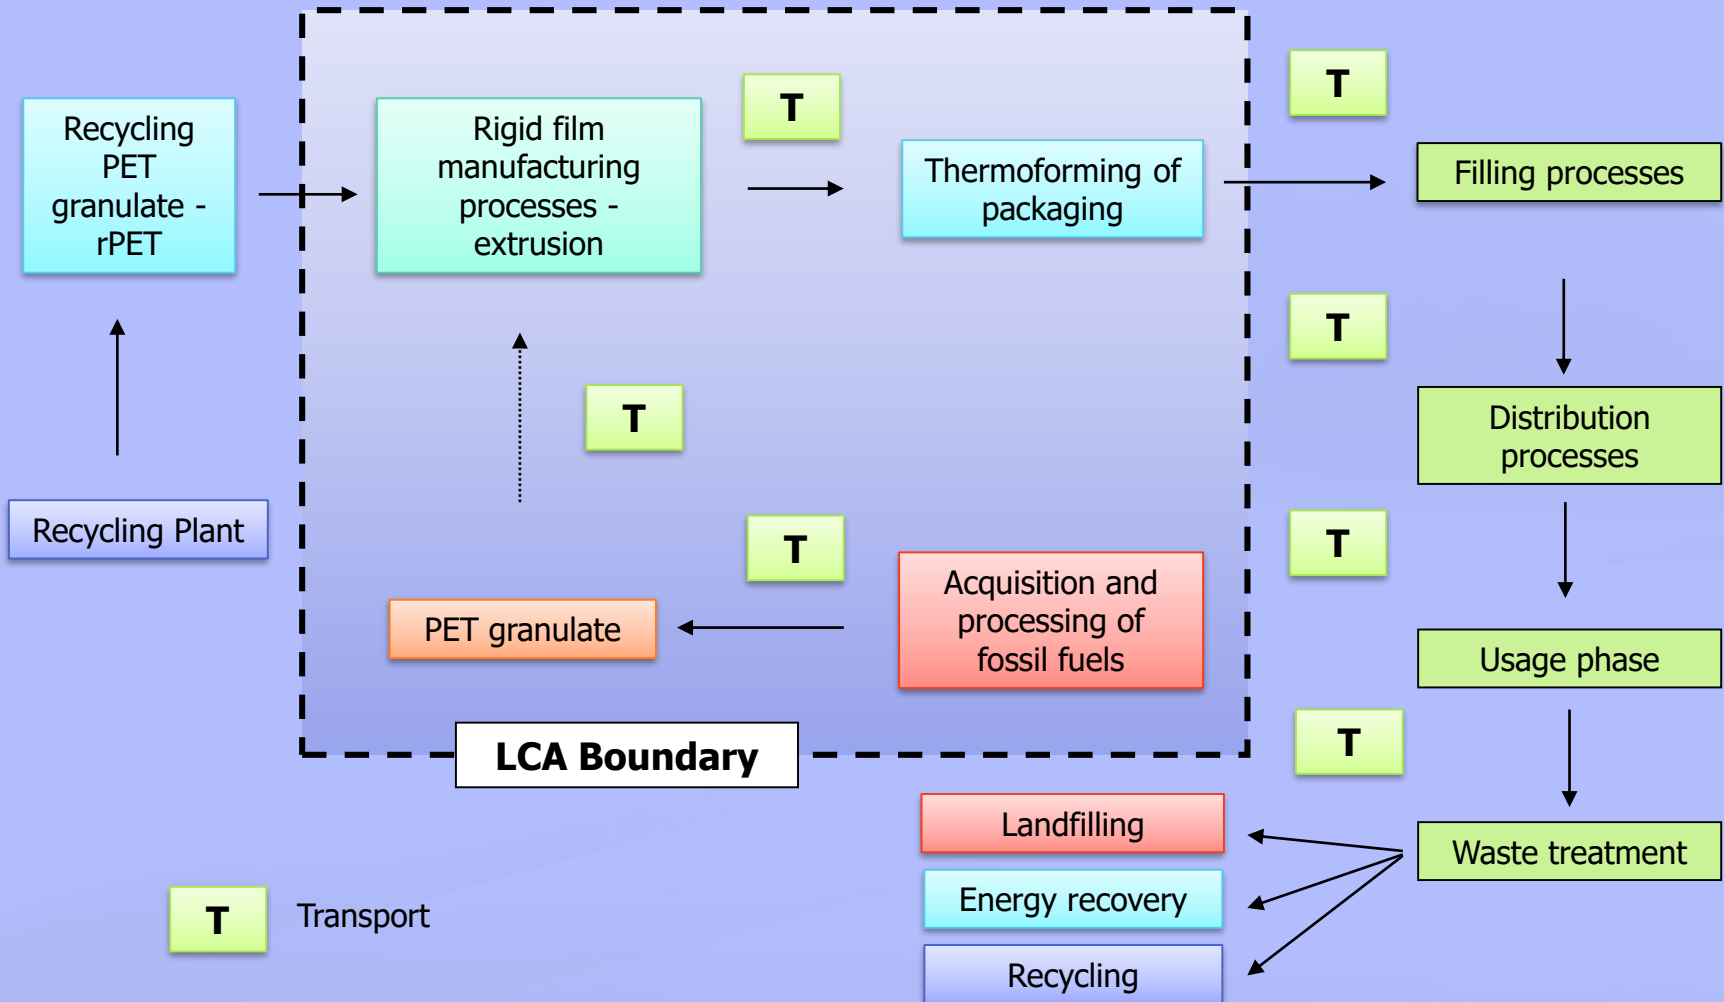 T
T
Recycling
PET
granulate -
rPET
Rigid film
manufacturing
processes -
extrusion
Thermoforming of
packaging
Filling processes
T
T
Distribution
processes
Recycling Plant
T
T
PET granulate
Acquisition and
processing of
fossil fuels
Usage phase
T
LCA Boundary
Landfilling
Waste treatment
Energy recovery
T
Transport
Recycling